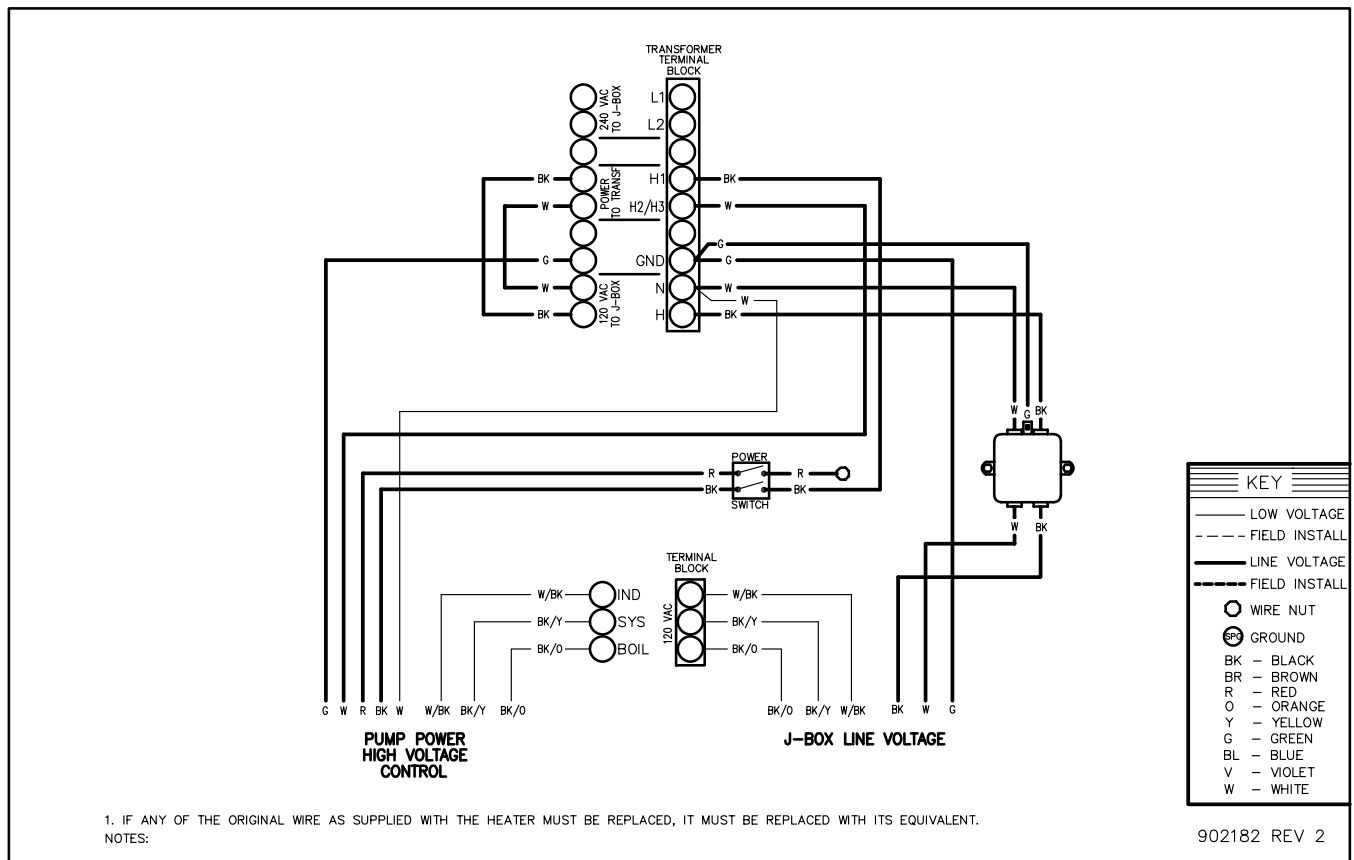 TRANSFORMER
TERMINAL
BLOCK
240 VAC
TO J-BOX
L1
L2
BK
POWER
TO TRANSF
H1
BK
W
H2/H3
W
G
G
GND
G
W
120 VAC
TO J-BOX
N
W
W
BK
H
BK
W
G
BK
POWER
R
R
BK
BK
SWITCH
W
BK
KEY
LOW VOLTAGE
FIELD INSTALL
LINE VOLTAGE
FIELD INSTALL
WIRE NUT
SPG
GROUND
BK – BLACK
BR – BROWN
R – RED
O – ORANGE
Y – YELLOW
G – GREEN
BL – BLUE
V – VIOLET
W – WHITE
TERMINAL
BLOCK
120 VAC
W/BK
IND
W/BK
BK/Y
SYS
BK/Y
BK/O
BOIL
BK/O
G W R BK W W/BK BK/Y BK/O
BK/O BK/Y W/BK BK W G
PUMP POWER
HIGH VOLTAGE
CONTROL
J-BOX LINE VOLTAGE
1. IF ANY OF THE ORIGINAL WIRE AS SUPPLIED WITH THE HEATER MUST BE REPLACED, IT MUST BE REPLACED WITH ITS EQUIVALENT.
NOTES:
902182 REV 2